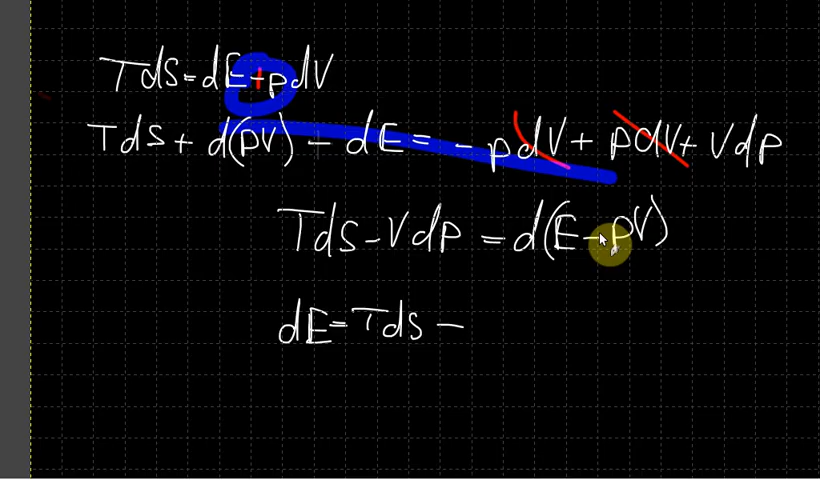 TdS=dE+pdV
TdS+d(pV)-dE=-pdV+pdV+Vdp
TdS-Vdp=d(E-pV)
dE=TdS-